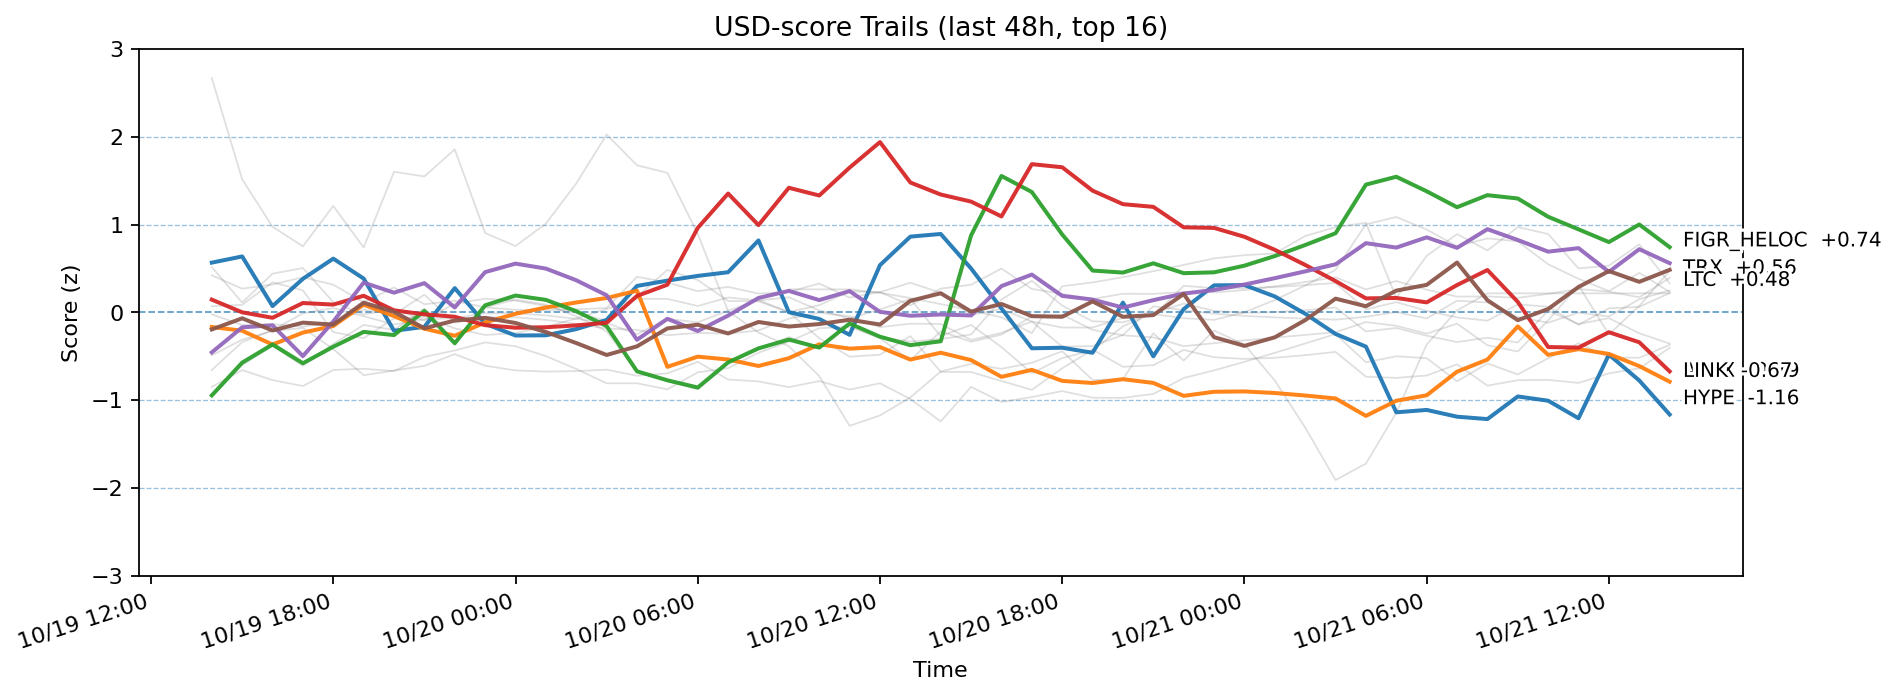 USD-score Trails (last 48h, top 16)
Score (z)
3
2
1
0
−1
−2
−3
FIGR_HELOC +0.74
TRX +0.56
LTC +0.48
HYPE -1.16
10/19 12:00
10/19 18:00
10/20 00:00
10/20 06:00
10/20 12:00
10/20 18:00
10/21 00:00
10/21 06:00
10/21 12:00
Time